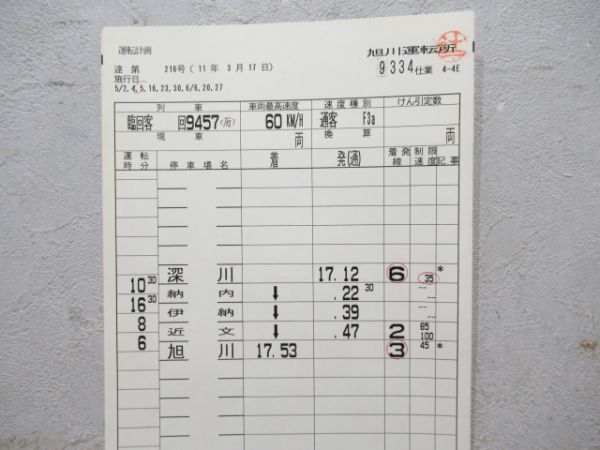 運転計画
旭川運転所
達 第 216号 ( 11 年 3 月 17 日 )
9334仕業 4-4E
施行日
5/2.4,5.16.23,30,6/6,20.27
列 車 車両最高速度 速度種別 けん引定数
臨回客 回9457 60 KM/H 通客 F3a
現 車 両 換 算 両
運転時分 停車場名 着 発(通) 着発線 制限速度 記事
深 川 17.12 6 35 *
10 30
納 内 ↓ .22 30 -- --
16 30
伊 納 ↓ .39 -- --
8
近 文 ↓ .47 2 65 100
6
旭 川 17.53 3 45 *